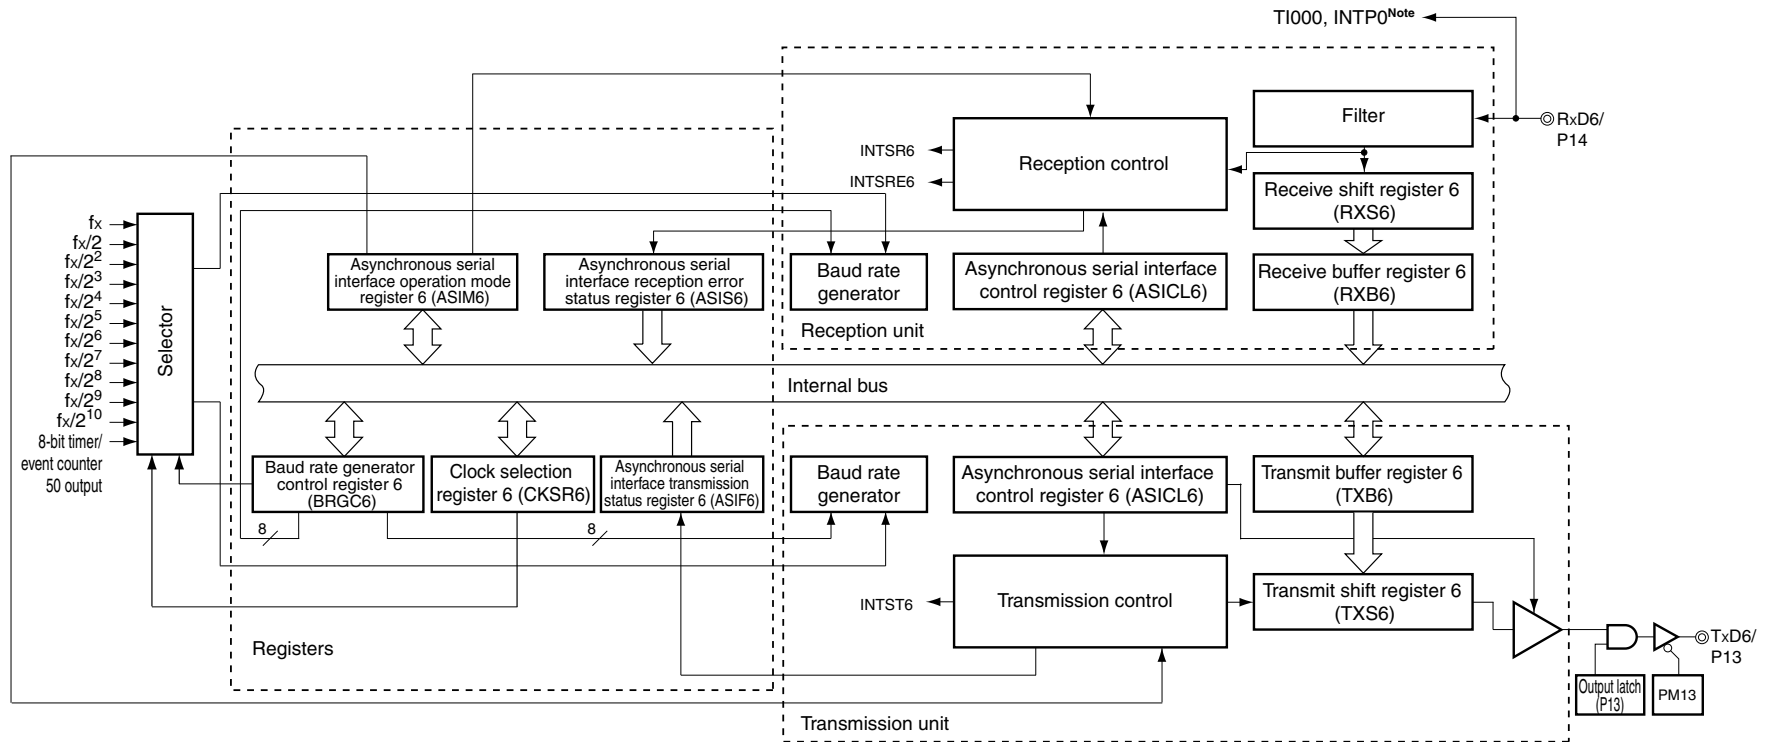 TI000, INTP0Note
Filter
RxD6/
P14
Reception control
INTSR6
INTSRE6
Receive shift register 6
(RXS6)
fX
fX/2
fX/2²
fX/2³
fX/2⁴
fX/2⁵
fX/2⁶
fX/2⁷
fX/2⁸
fX/2⁹
fX/2¹⁰
8-bit timer/
event counter
50 output
Selector
Asynchronous serial
interface operation mode
register 6 (ASIM6)
Asynchronous serial
interface reception error
status register 6 (ASIS6)
Baud rate
generator
Asynchronous serial interface
control register 6 (ASICL6)
Receive buffer register 6
(RXB6)
Reception unit
Internal bus
Baud rate generator
control register 6
(BRGC6)
Clock selection
register 6 (CKSR6)
Asynchronous serial
interface transmission
status register 6 (ASIF6)
Baud rate
generator
Asynchronous serial interface
control register 6 (ASICL6)
Transmit buffer register 6
(TXB6)
8
8
INTST6
Transmission control
Transmit shift register 6
(TXS6)
Registers
TxD6/
P13
Output latch
(P13)
PM13
Transmission unit